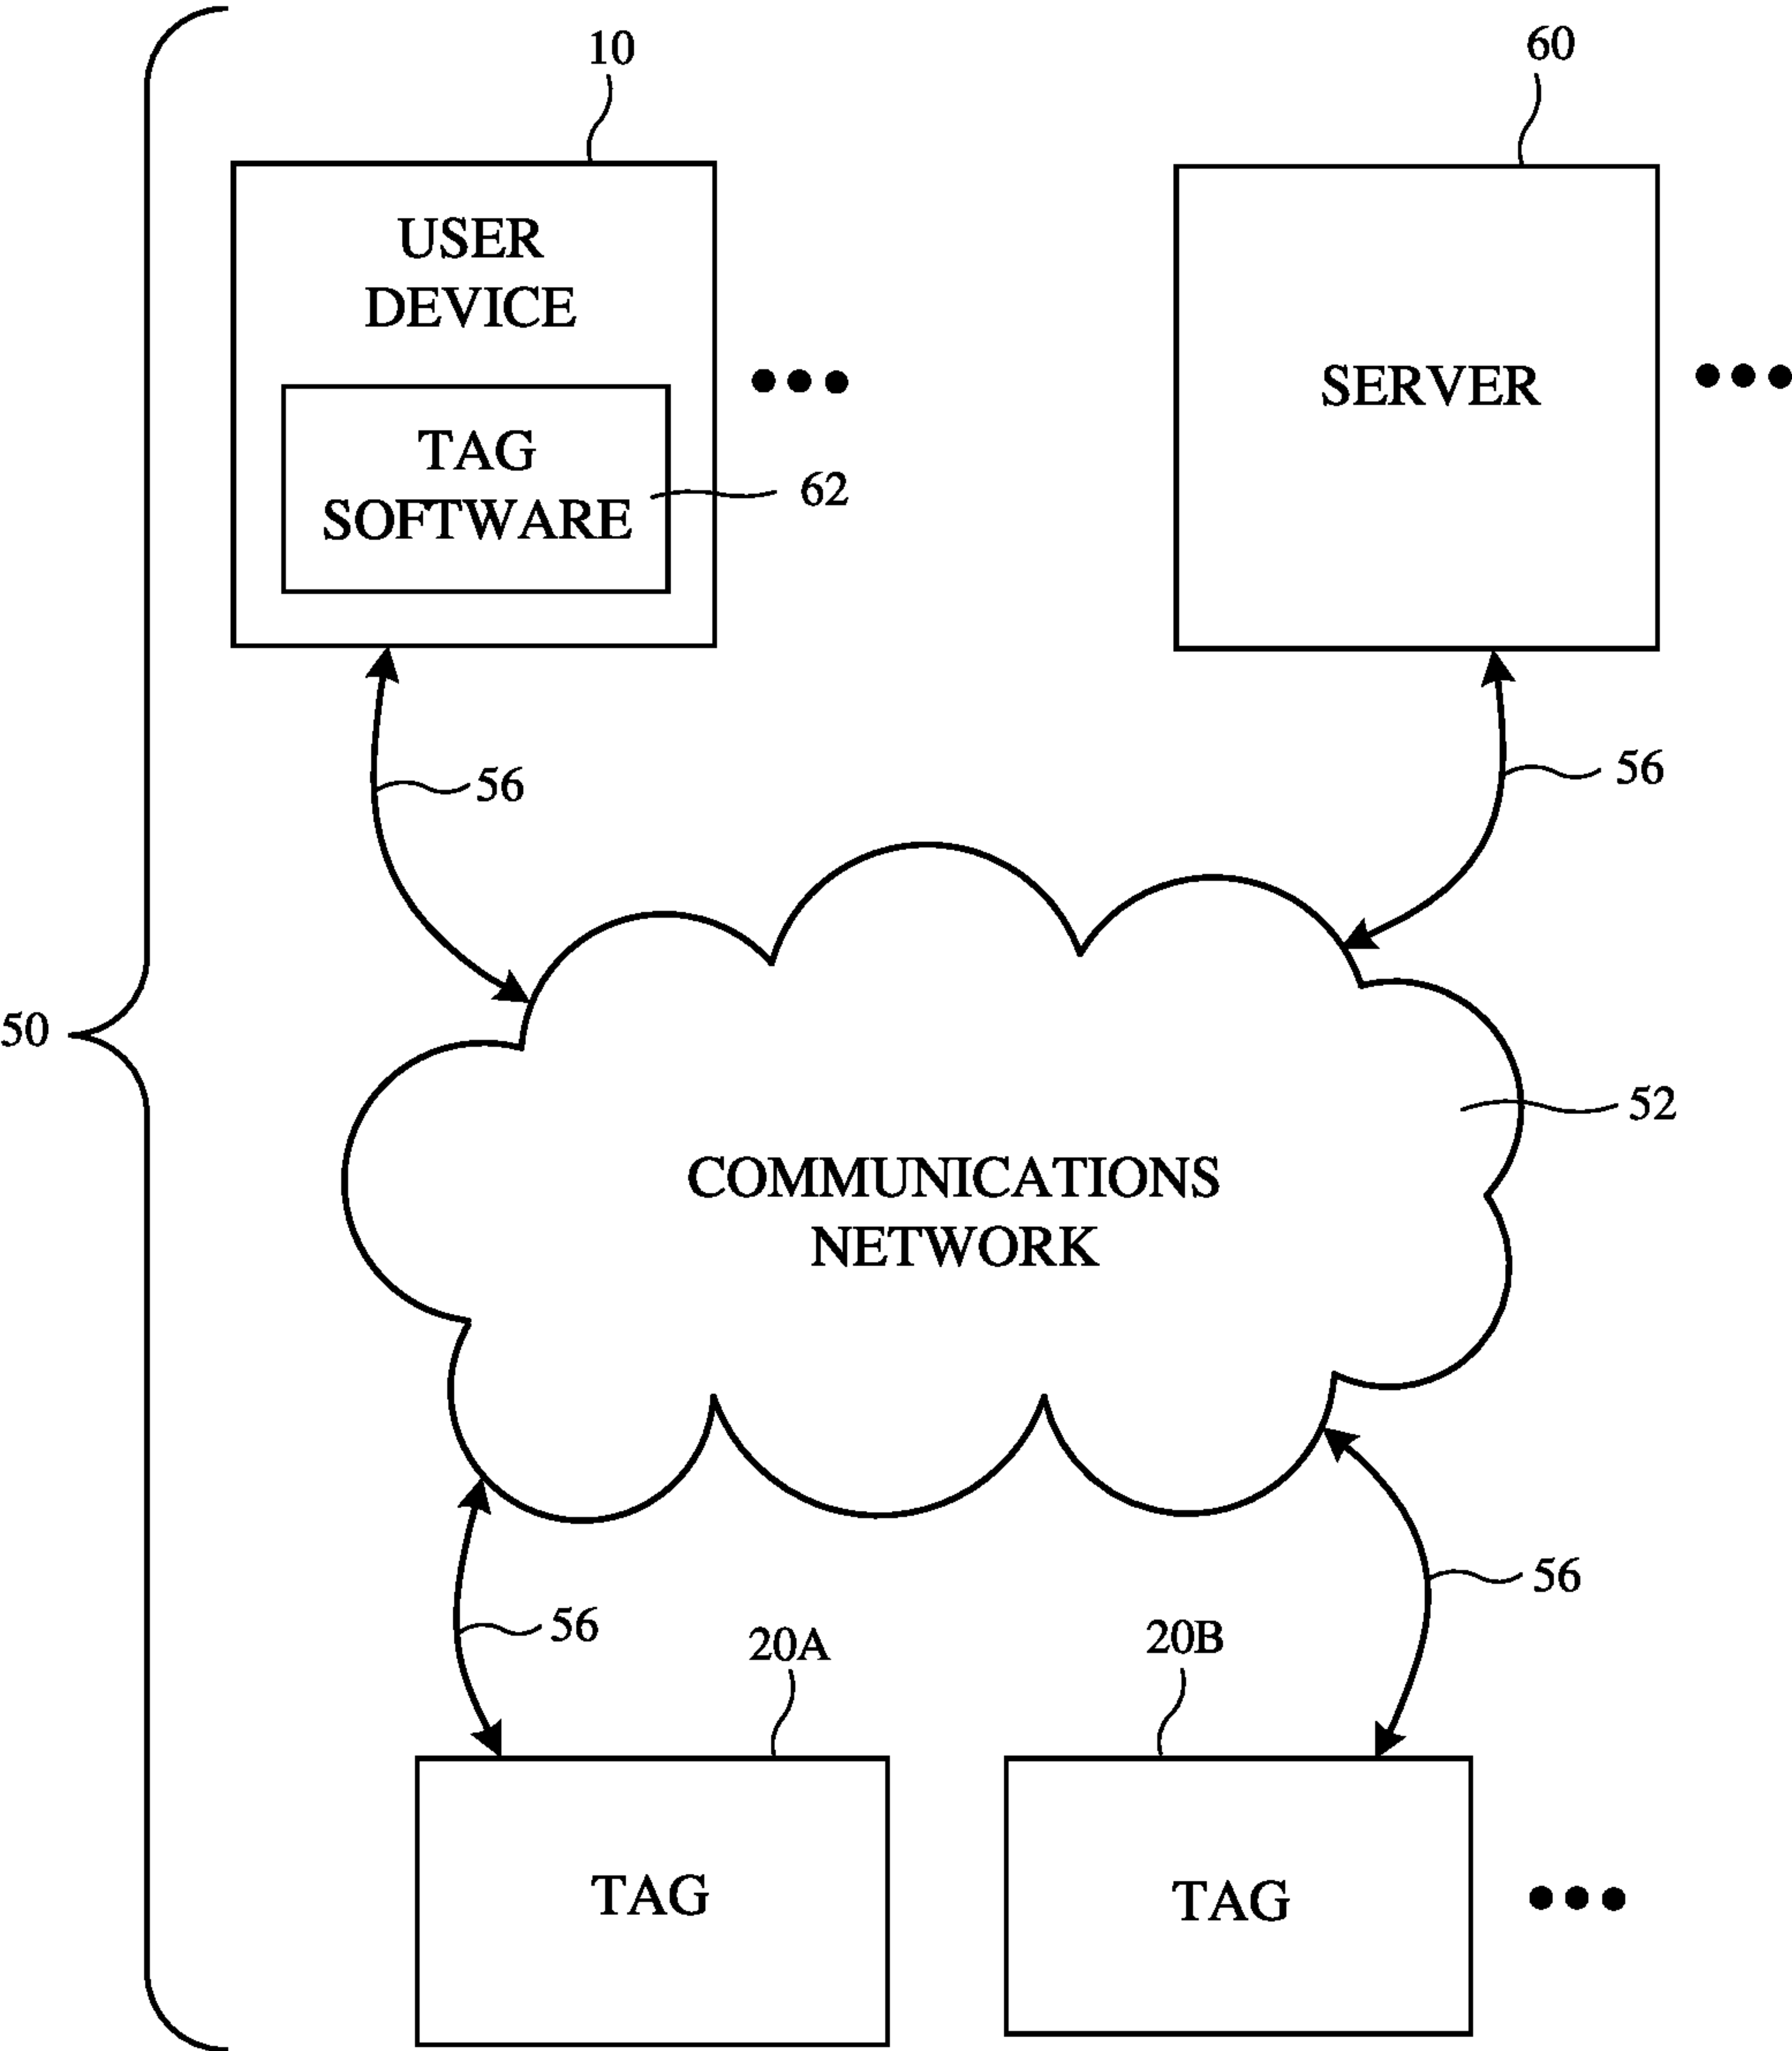 10
60
USER
DEVICE
SERVER
TAG
SOFTWARE
62
56
56
50
52
COMMUNICATIONS
NETWORK
56
56
20A
20B
TAG
TAG